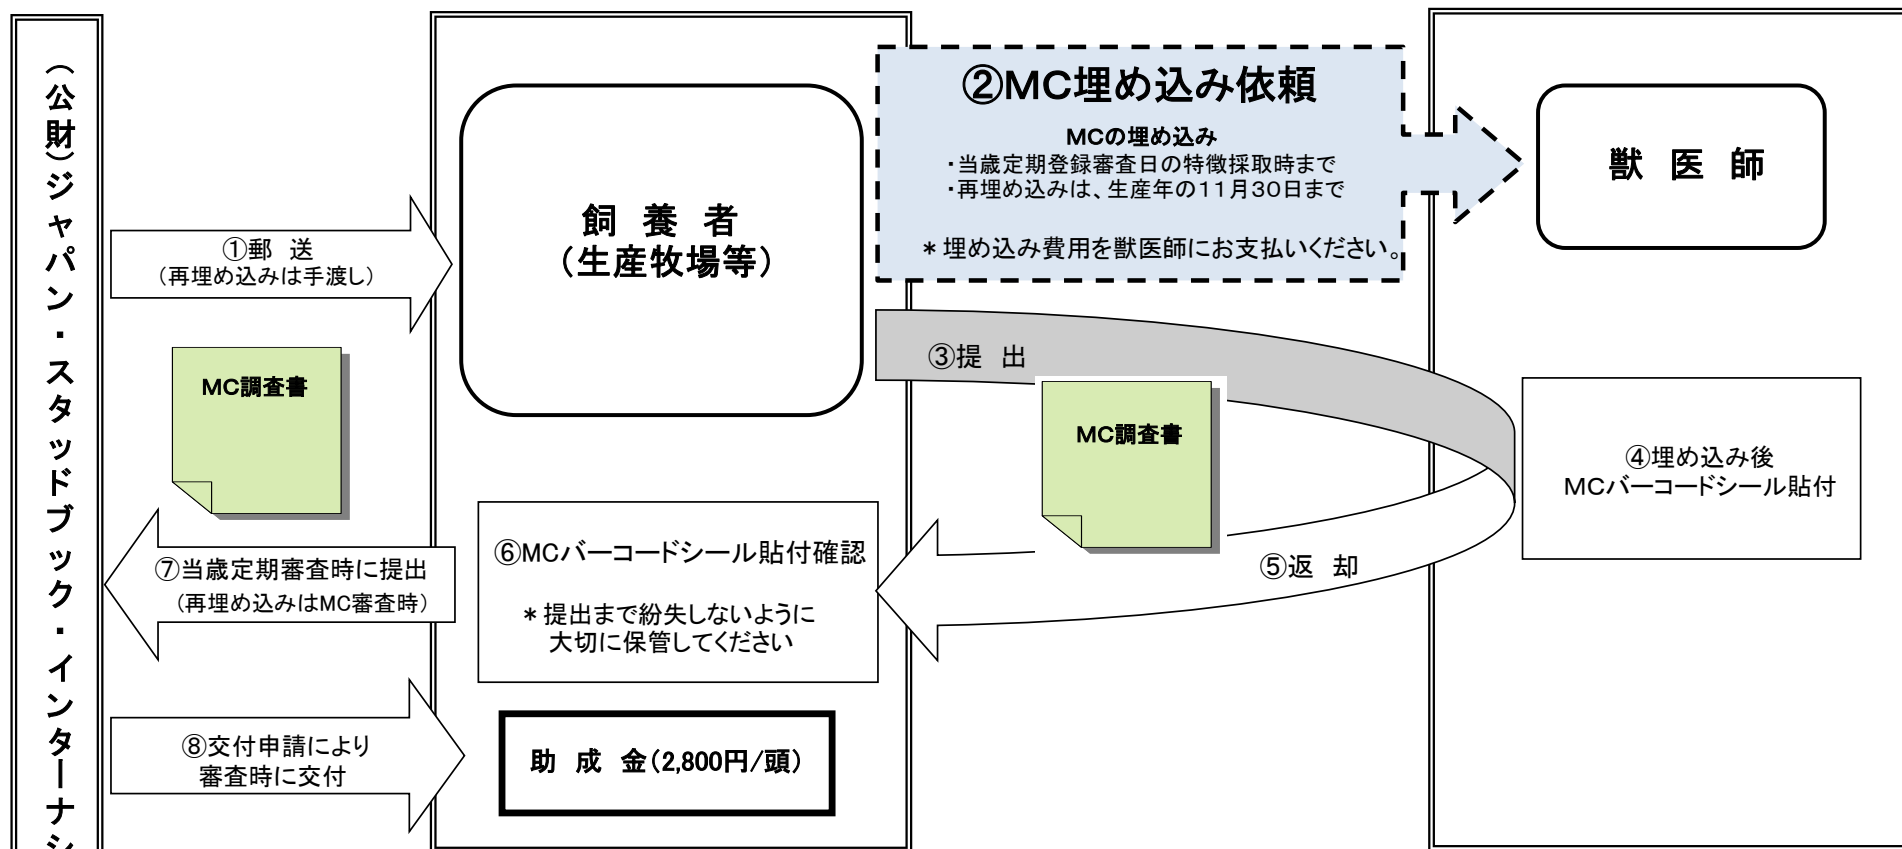 （公財）ジャパン・スタッドブック・インターナシ
①郵　送
（再埋め込みは手渡し）
MC調査書
⑦当歳定期審査時に提出
（再埋め込みはMC審査時）
⑧交付申請により
審査時に交付
飼　養　者
（生産牧場等）
⑥MCバーコードシール貼付確認
＊提出まで紛失しないように
大切に保管してください
助　成　金（2,800円/頭）
②MC埋め込み依頼
MCの埋め込み
・当歳定期登録審査日の特徴採取時まで
・再埋め込みは、生産年の11月30日まで
＊埋め込み費用を獣医師にお支払いください。
③提　出
MC調査書
⑤返　却
獣　医　師
④埋め込み後
MCバーコードシール貼付